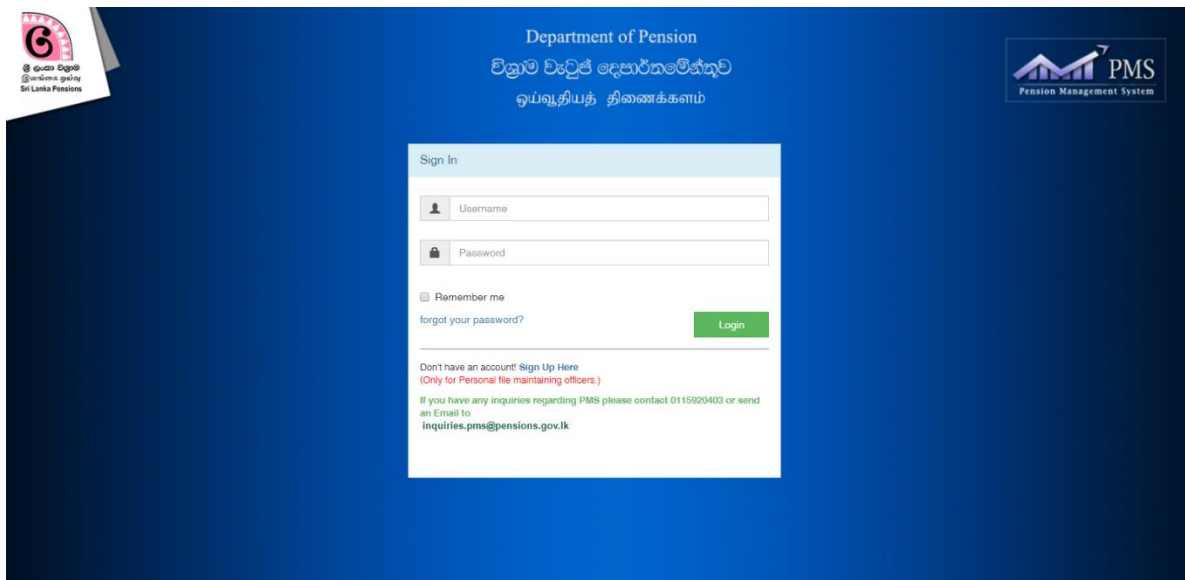 ශ්‍රී ලංකා විශ්‍රාම
இலங்கை ஓய்வூ
Sri Lanka Pensions
Department of Pension
විශ්‍රාම වැටුප් දෙපාර්තමේන්තුව
ஓய்வூதியத் திணைக்களம்
PMS
Pension Management System
Sign In
Username
Password
Remember me
forgot your password?
Login
Don't have an account! Sign Up Here
(Only for Personal file maintaining officers.)
If you have any inquiries regarding PMS please contact 0115920403 or send
an Email to
inquiries.pms@pensions.gov.lk